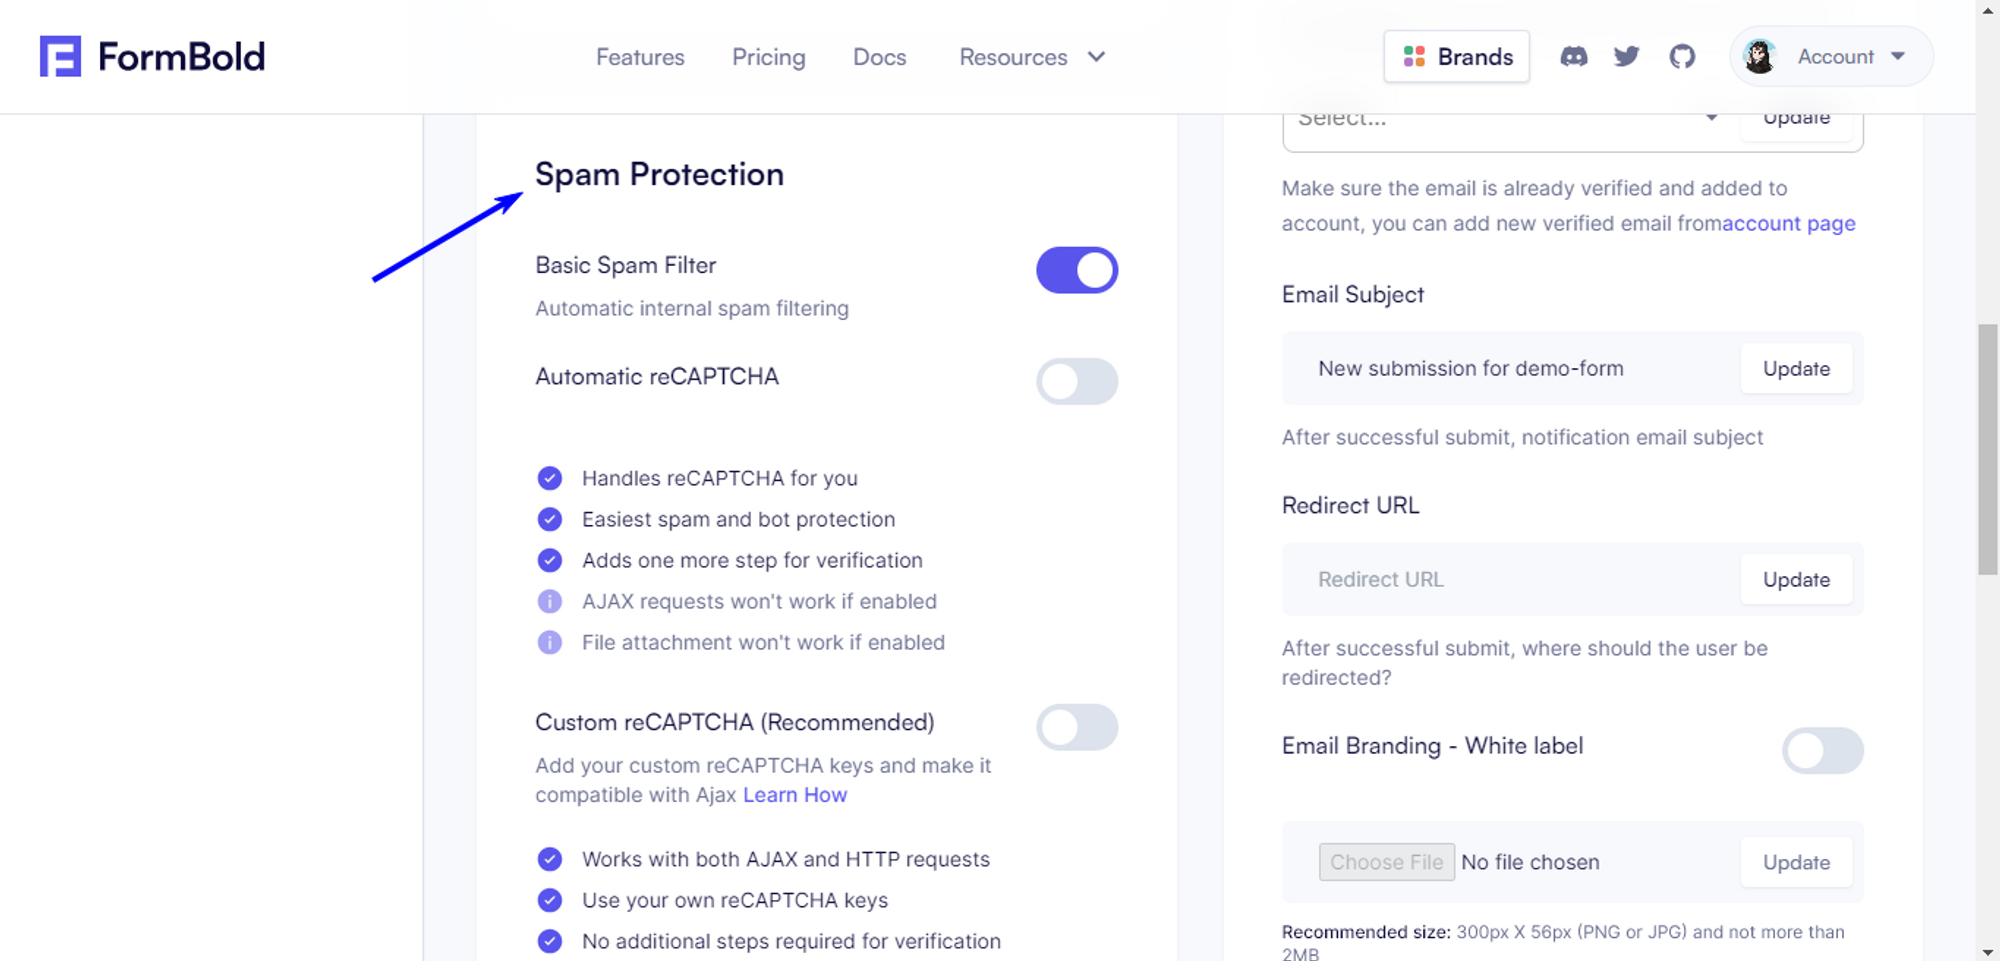 FormBold
Features
Pricing
Docs
Resources
Brands
Account
Spam Protection
Basic Spam Filter
Automatic internal spam filtering
Automatic reCAPTCHA
Handles reCAPTCHA for you
Easiest spam and bot protection
Adds one more step for verification
AJAX requests won't work if enabled
File attachment won't work if enabled
Custom reCAPTCHA (Recommended)
Add your custom reCAPTCHA keys and make it
compatible with Ajax Learn How
Works with both AJAX and HTTP requests
Use your own reCAPTCHA keys
No additional steps required for verification
Select...
Update
Make sure the email is already verified and added to
account, you can add new verified email fromaccount page
Email Subject
New submission for demo-form
Update
After successful submit, notification email subject
Redirect URL
Redirect URL
Update
After successful submit, where should the user be
redirected?
Email Branding - White label
Choose File No file chosen
Update
Recommended size: 300px X 56px (PNG or JPG) and not more than
2MB